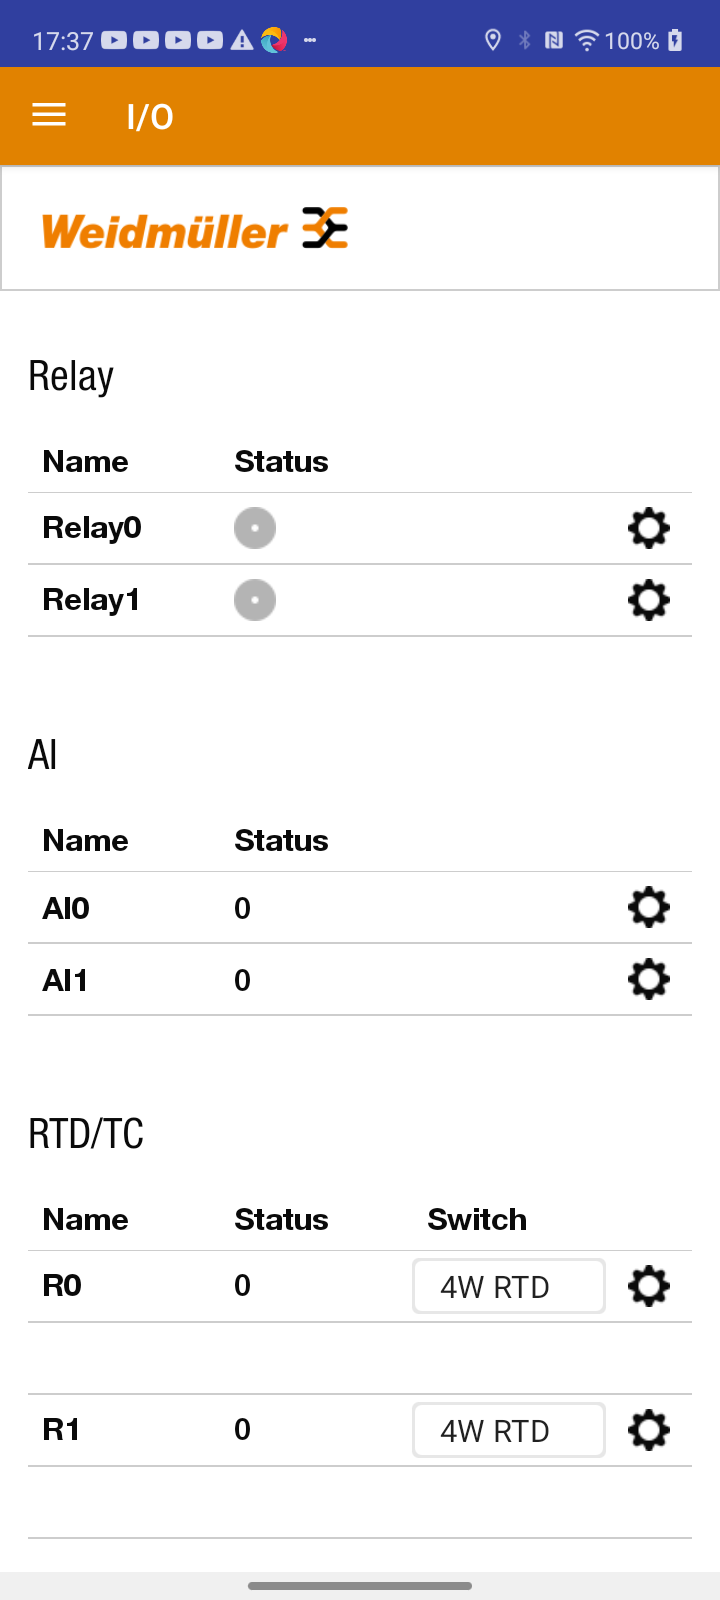 17:37 100%
I/O
Weidmüller
Relay
Name Status
Relay0
Relay1
AI
Name Status
AI0 0
AI1 0
RTD/TC
Name Status Switch
R0 0 4W RTD
R1 0 4W RTD